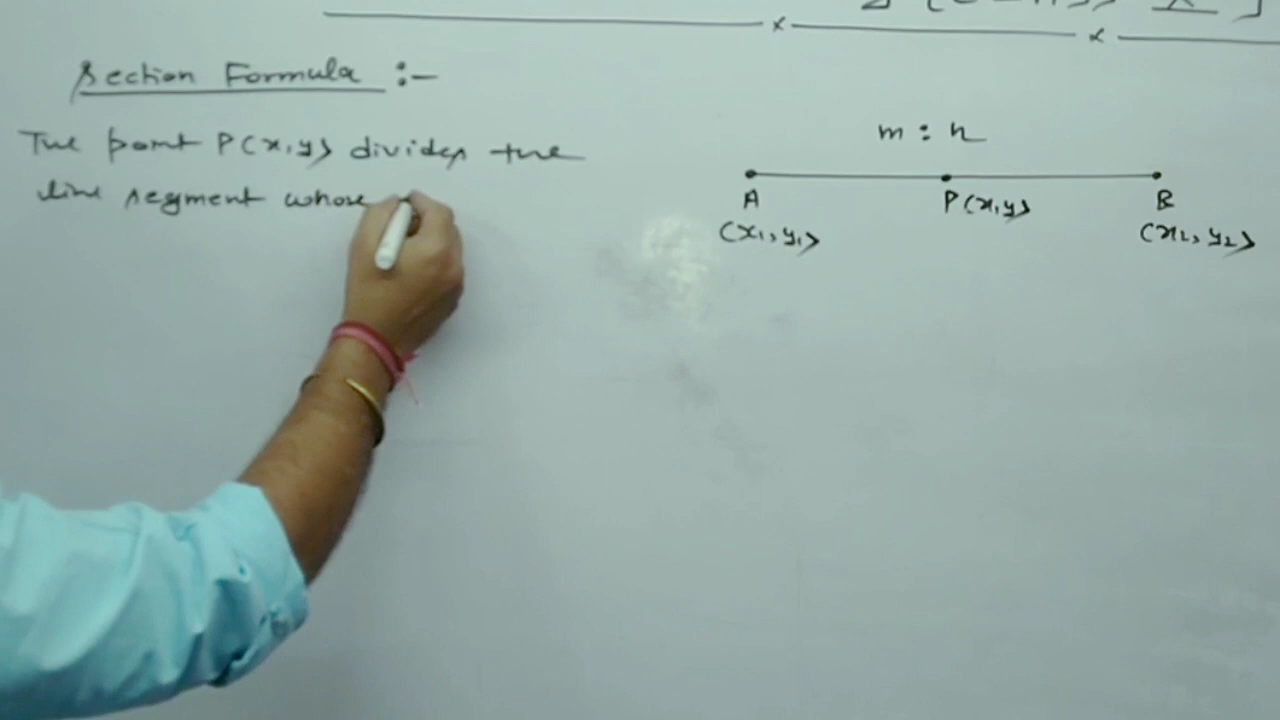 Section Formula :-
The point P(x,y) divides the
line segment whose
m : n
A
P(x,y)
B
(x1, y1)
(x2, y2)